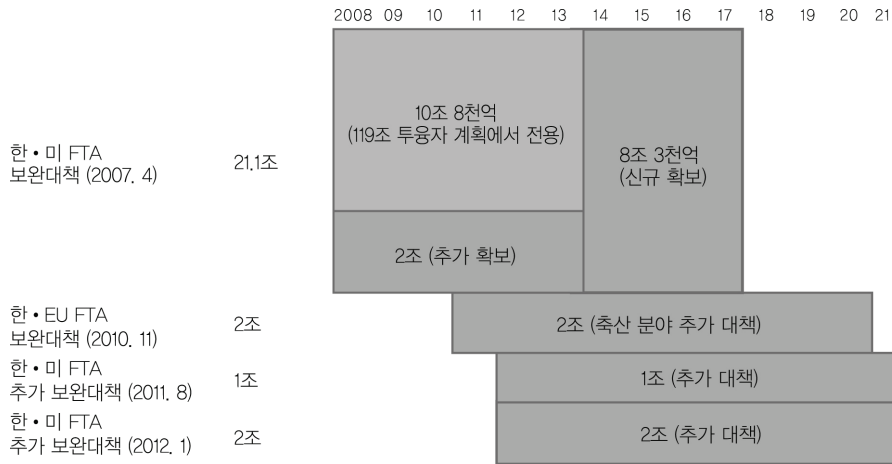 2008 09 10 11 12 13 14 15 16 17 18 19 20 21
10조 8천억
(119조 투융자 계획에서 전용)
8조 3천억
(신규 확보)
한·미 FTA
보완대책 (2007. 4)
21.1조
2조 (추가 확보)
한·EU FTA
보완대책 (2010. 11)
2조
2조 (축산 분야 추가 대책)
한·미 FTA
추가 보완대책 (2011. 8)
1조
1조 (추가 대책)
한·미 FTA
추가 보완대책 (2012. 1)
2조
2조 (추가 대책)